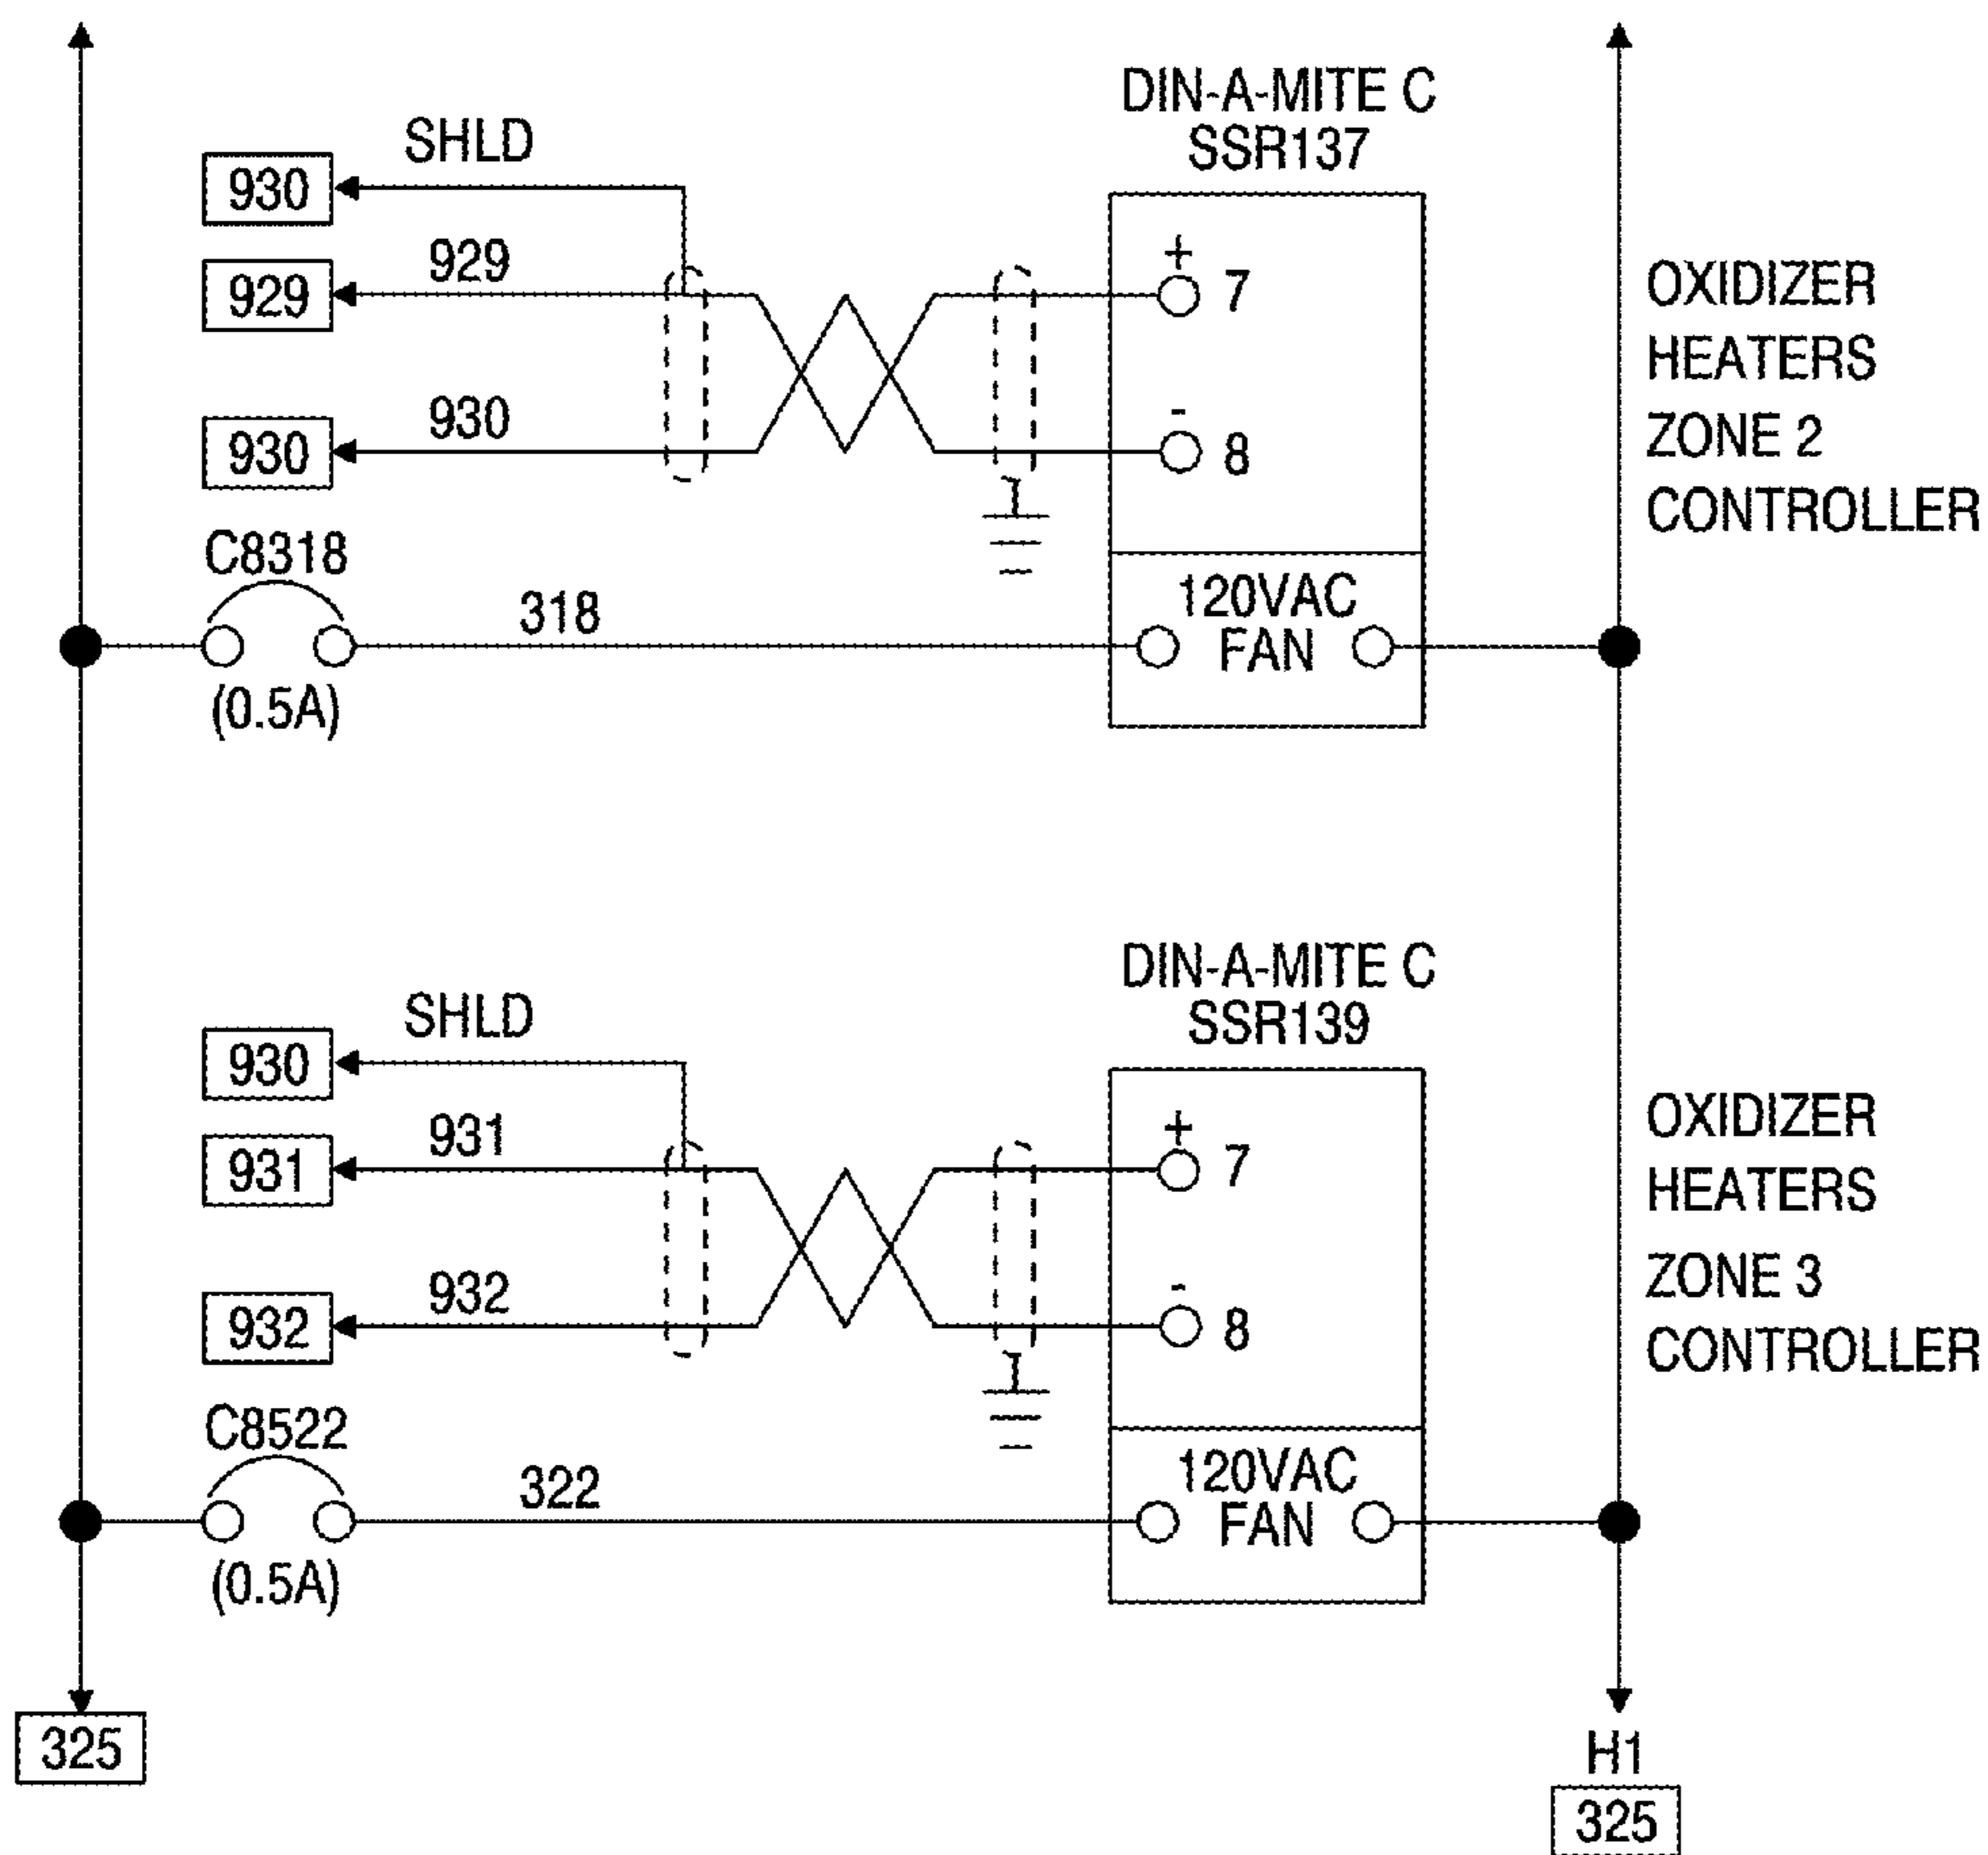 DIN-A-MITE C
SSR137
SHLD
930
929
929
+
7
930
930
-
8
OXIDIZER
HEATERS
ZONE 2
CONTROLLER
C8318
318
(0.5A)
120VAC
FAN
DIN-A-MITE C
SSR139
SHLD
930
931
931
+
7
932
932
-
8
OXIDIZER
HEATERS
ZONE 3
CONTROLLER
C8522
322
(0.5A)
120VAC
FAN
325
H1
325